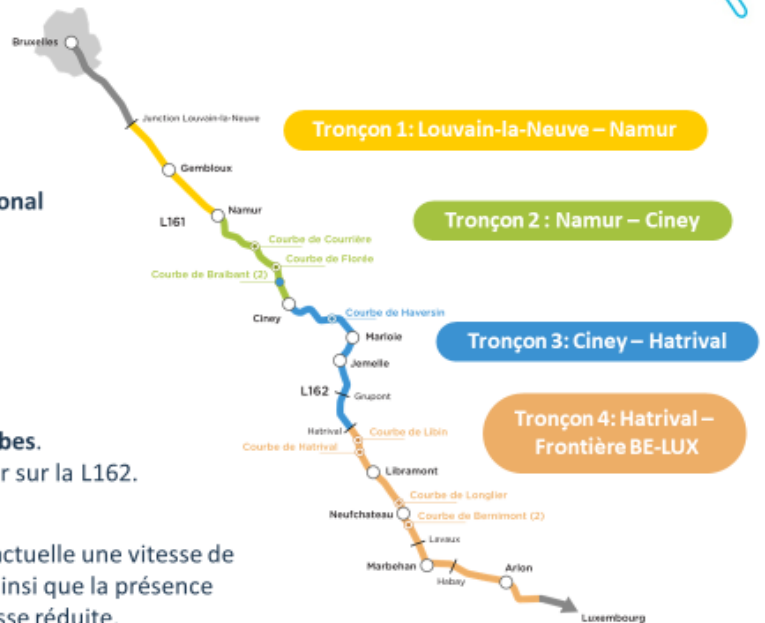 Bruxelles
Junction Louvain-la-Neuve
Tronçon 1: Louvain-la-Neuve – Namur
Gembloux
onal
Namur
L161
Tronçon 2 : Namur – Ciney
Courbe de Courrière
Courbe de Florée
Courbe de Braibant (2)
Ciney
Courbe de Haversin
Marloie
Tronçon 3: Ciney – Hatrival
Jemelle
L162
Grupont
Tronçon 4: Hatrival –
Frontière BE-LUX
Hatrival
Courbe de Libin
bes.
Courbe de Hatrival
Libramont
r sur la L162.
Courbe de Longlier
Neufchateau
Courbe de Bernimont (2)
Lavaux
actuelle une vitesse de
Marbehan
Habay
Arlon
insi que la présence
sse réduite.
Luxembourg